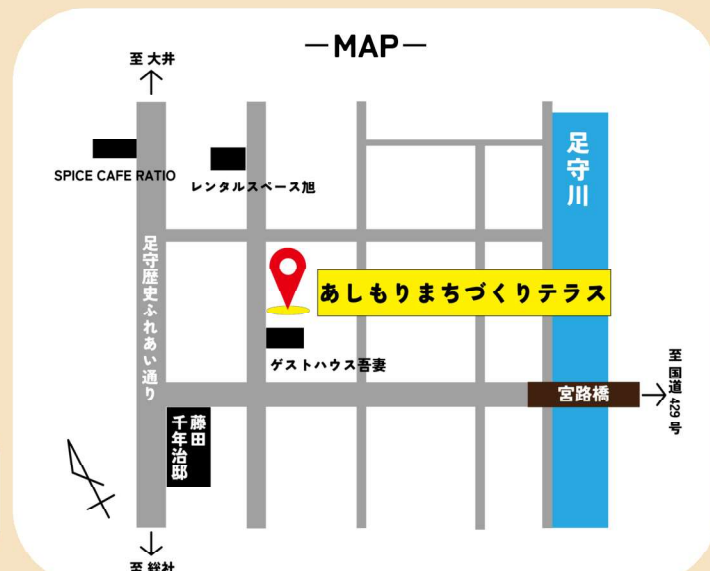 —MAP—
至 大井
SPICE CAFE RATIO
レンタルスペース旭
足守川
足守歴史ふれあい通り
あしもりまちづくりテラス
ゲストハウス吾妻
宮路橋
至 国道 429 号
藤田
千年治邸
至 総社